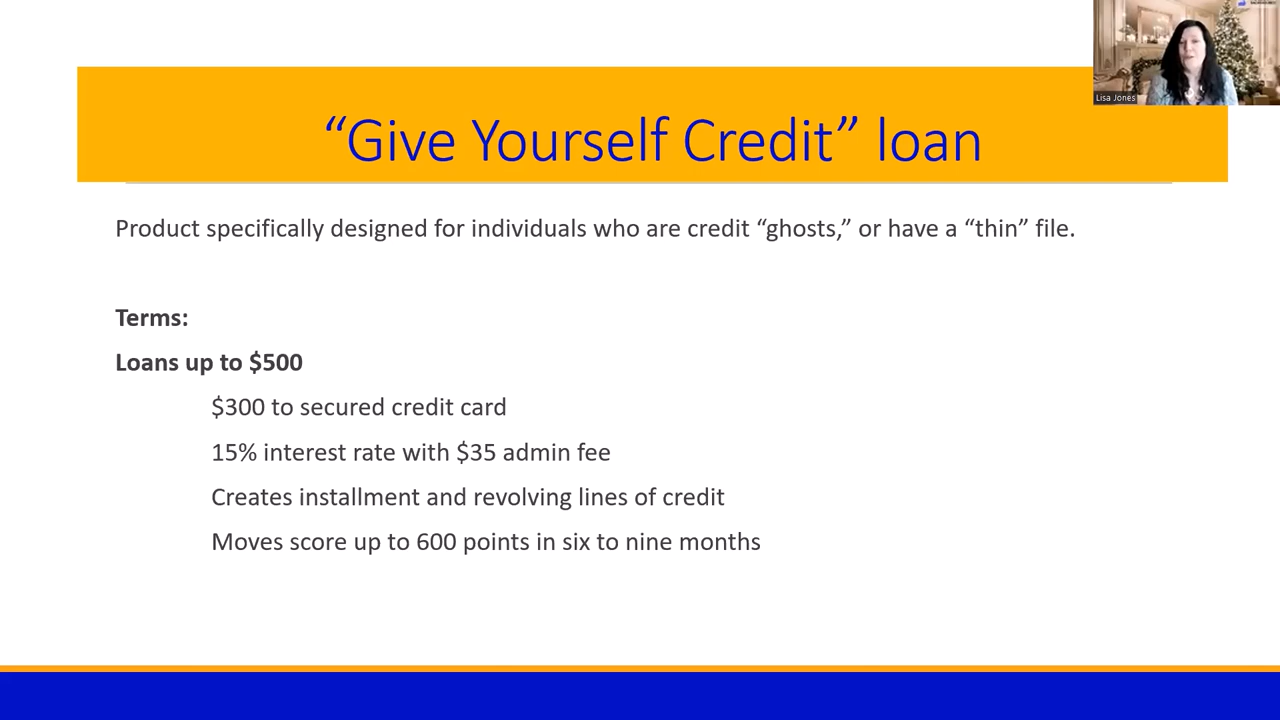 Lisa Jones
“Give Yourself Credit” loan
Product specifically designed for individuals who are credit “ghosts,” or have a “thin” file.
Terms:
Loans up to $500
$300 to secured credit card
15% interest rate with $35 admin fee
Creates installment and revolving lines of credit
Moves score up to 600 points in six to nine months